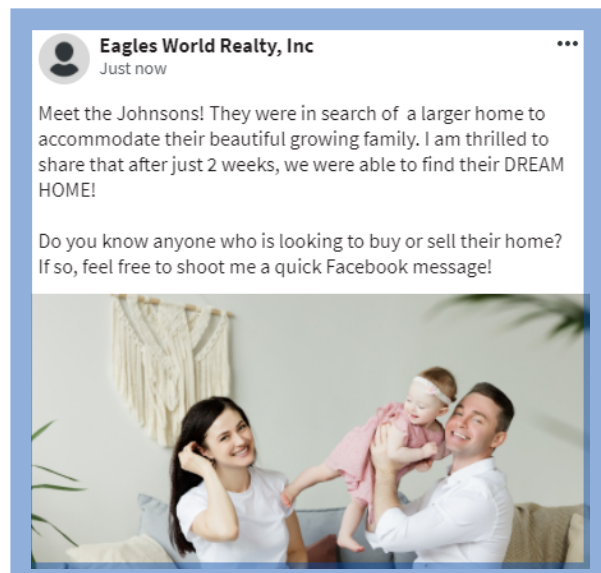 Eagles World Realty, Inc
Just now
Meet the Johnsons! They were in search of a larger home to
accommodate their beautiful growing family. I am thrilled to
share that after just 2 weeks, we were able to find their DREAM
HOME!
Do you know anyone who is looking to buy or sell their home?
If so, feel free to shoot me a quick Facebook message!